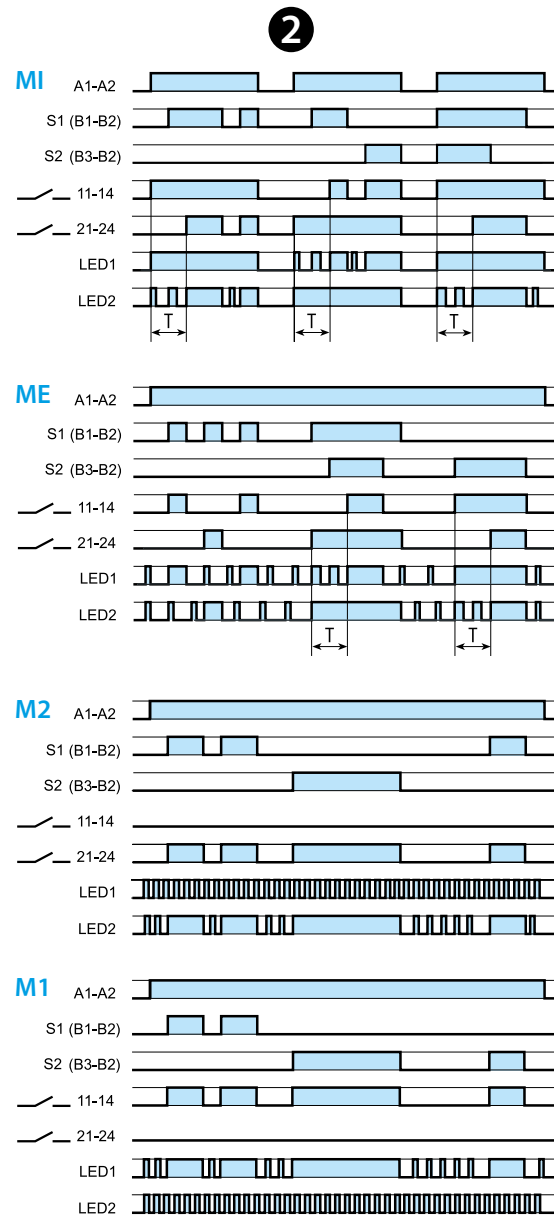 2
MI A1-A2
S1 (B1-B2)
S2 (B3-B2)
11-14
21-24
LED1
LED2
T T T
ME A1-A2
S1 (B1-B2)
S2 (B3-B2)
11-14
21-24
LED1
LED2
T T
M2 A1-A2
S1 (B1-B2)
S2 (B3-B2)
11-14
21-24
LED1
LED2
M1 A1-A2
S1 (B1-B2)
S2 (B3-B2)
11-14
21-24
LED1
LED2